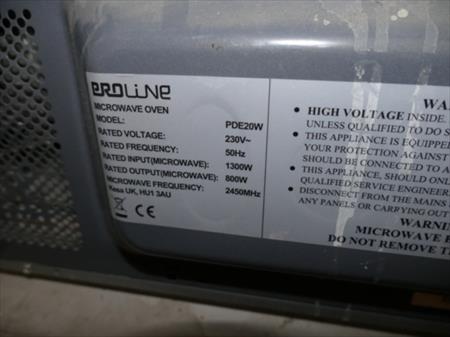 PROLINE
MICROWAVE OVEN
MODEL: PDE20W
RATED VOLTAGE: 230V~
RATED FREQUENCY: 50Hz
RATED INPUT(MICROWAVE): 1300W
RATED OUTPUT(MICROWAVE): 800W
MICROWAVE FREQUENCY: 2450MHz
Kesa UK, HU1 3AU
CE
• HIGH VOLTAGE INSIDE.
UNLESS QUALIFIED TO DO
• THIS APPLIANCE IS EQUIPPE
YOUR PROTECTION AGAINST
SHOULD BE CONNECTED TO A
• THIS APPLIANCE, SHOULD ONL
QUALIFIED SERVICE ENGINEER
• DISCONNECT FROM THE MAINS
ANY PANELS OR CARRYING OUT
WARNIN
MICROWAVE
DO NOT REMOVE